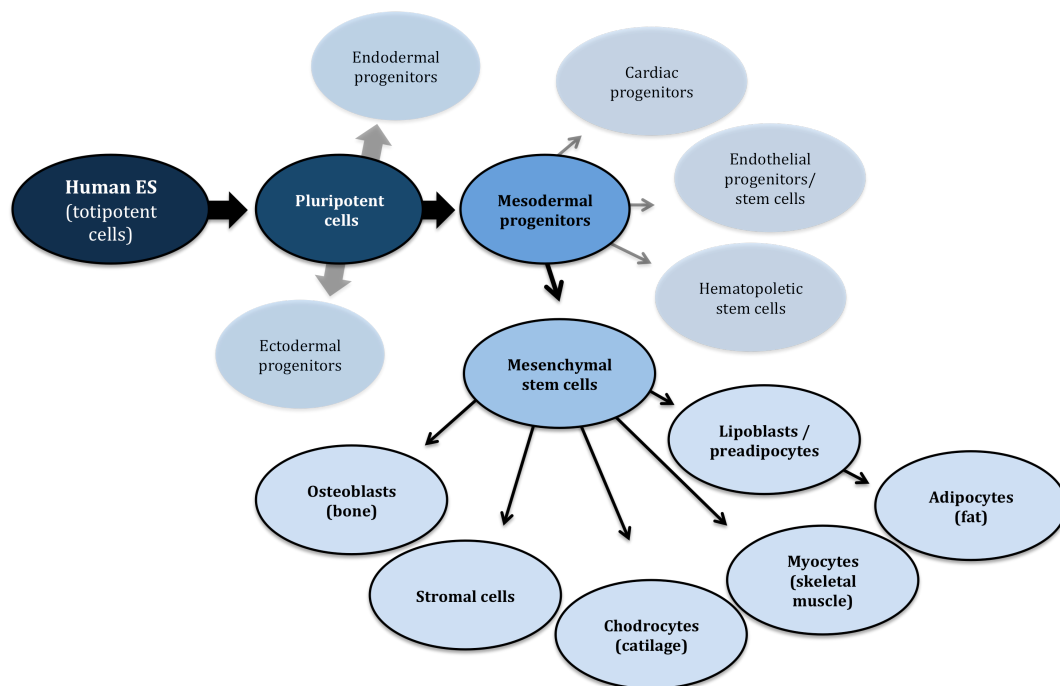 Endodermal
progenitors
Cardiac
progenitors
Human ES
(totipotent
cells)
Pluripotent
cells
Mesodermal
progenitors
Endothelial
progenitors/
stem cells
Hematopoletic
stem cells
Ectodermal
progenitors
Mesenchymal
stem cells
Lipoblasts /
preadipocytes
Osteoblasts
(bone)
Adipocytes
(fat)
Stromal cells
Myocytes
(skeletal
muscle)
Chodrocytes
(catilage)